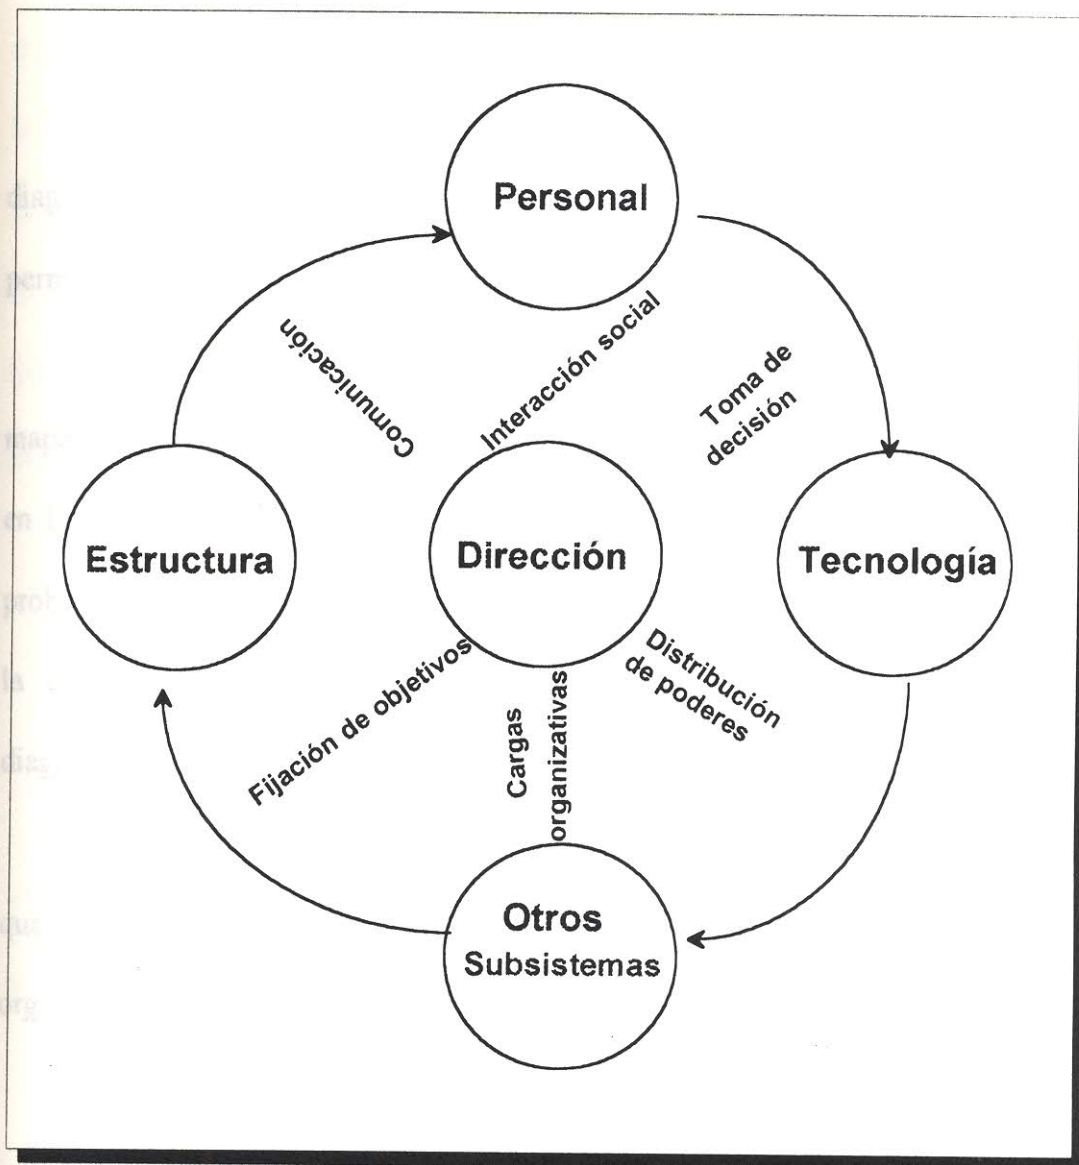 Personal
Comunicación
Interacción social
Toma de
decisión
Estructura
Dirección
Tecnología
Fijación de objetivos
Cargas
organizativas
Distribución
de poderes
Otros
Subsistemas